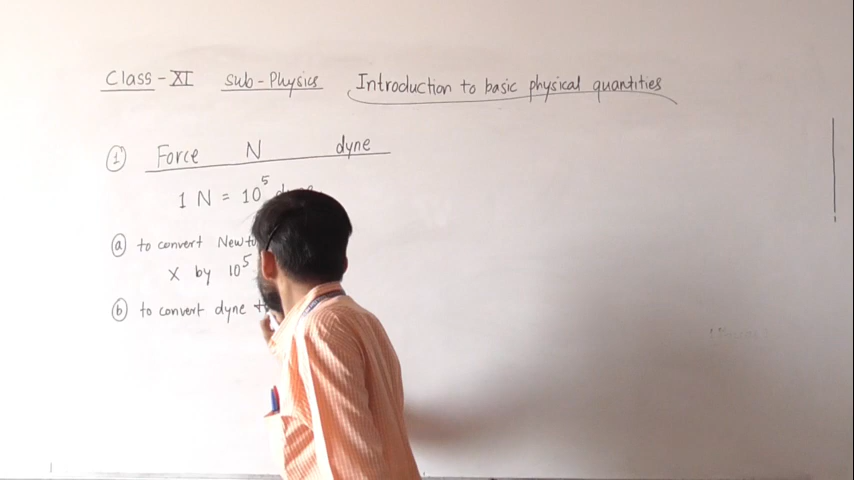 Class - XI sub-Physics Introduction to basic physical quantities
① Force N dyne
1 N = 10⁵ dyne
ⓐ to convert Newto
X by 10⁵
ⓑ to convert dyne